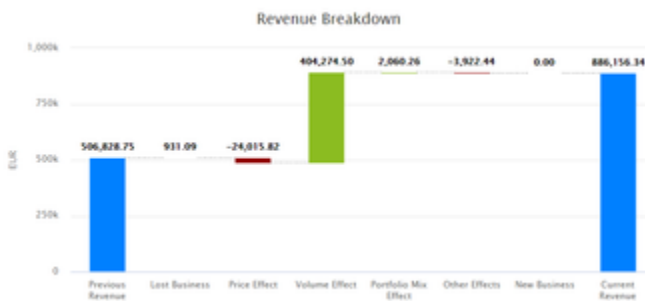 Revenue Breakdown
1,000k
750k
500k
250k
0
EUR
506,828.75
931.09
-24,015.82
404,274.50
2,060.26
-3,922.44
0.00
886,156.34
Previous
Revenue
Lost Business
Price Effect
Volume Effect
Portfolio Mix
Effect
Other Effects
New Business
Current
Revenue